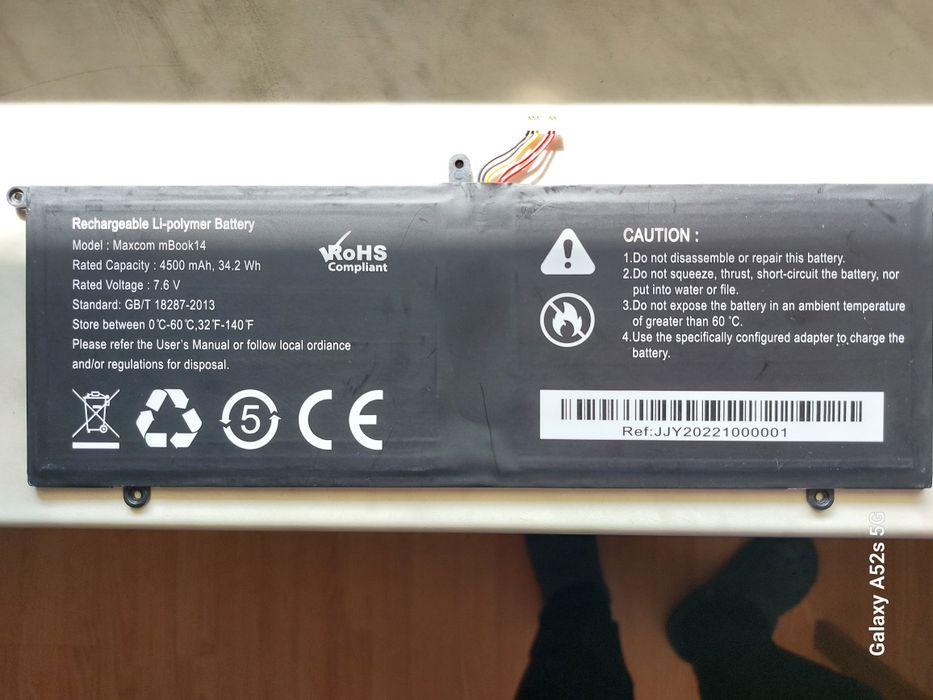 Rechargeable Li-polymer Battery
Model : Maxcom mBook14
Rated Capacity : 4500 mAh, 34.2 Wh
Rated Voltage : 7.6 V
Standard: GB/T 18287-2013
Store between 0℃-60℃,32℉-140℉
Please refer the User's Manual or follow local ordiance
and/or regulations for disposal.
RoHS
Compliant
5
CE
CAUTION :
1.Do not disassemble or repair this battery.
2.Do not squeeze, thrust, short-circuit the battery, nor
put into water or file.
3.Do not expose the battery in an ambient temperature
of greater than 60 ℃.
4.Use the specifically configured adapter to charge the
battery.
Ref:JJY20221000001
Galaxy A52s 5G